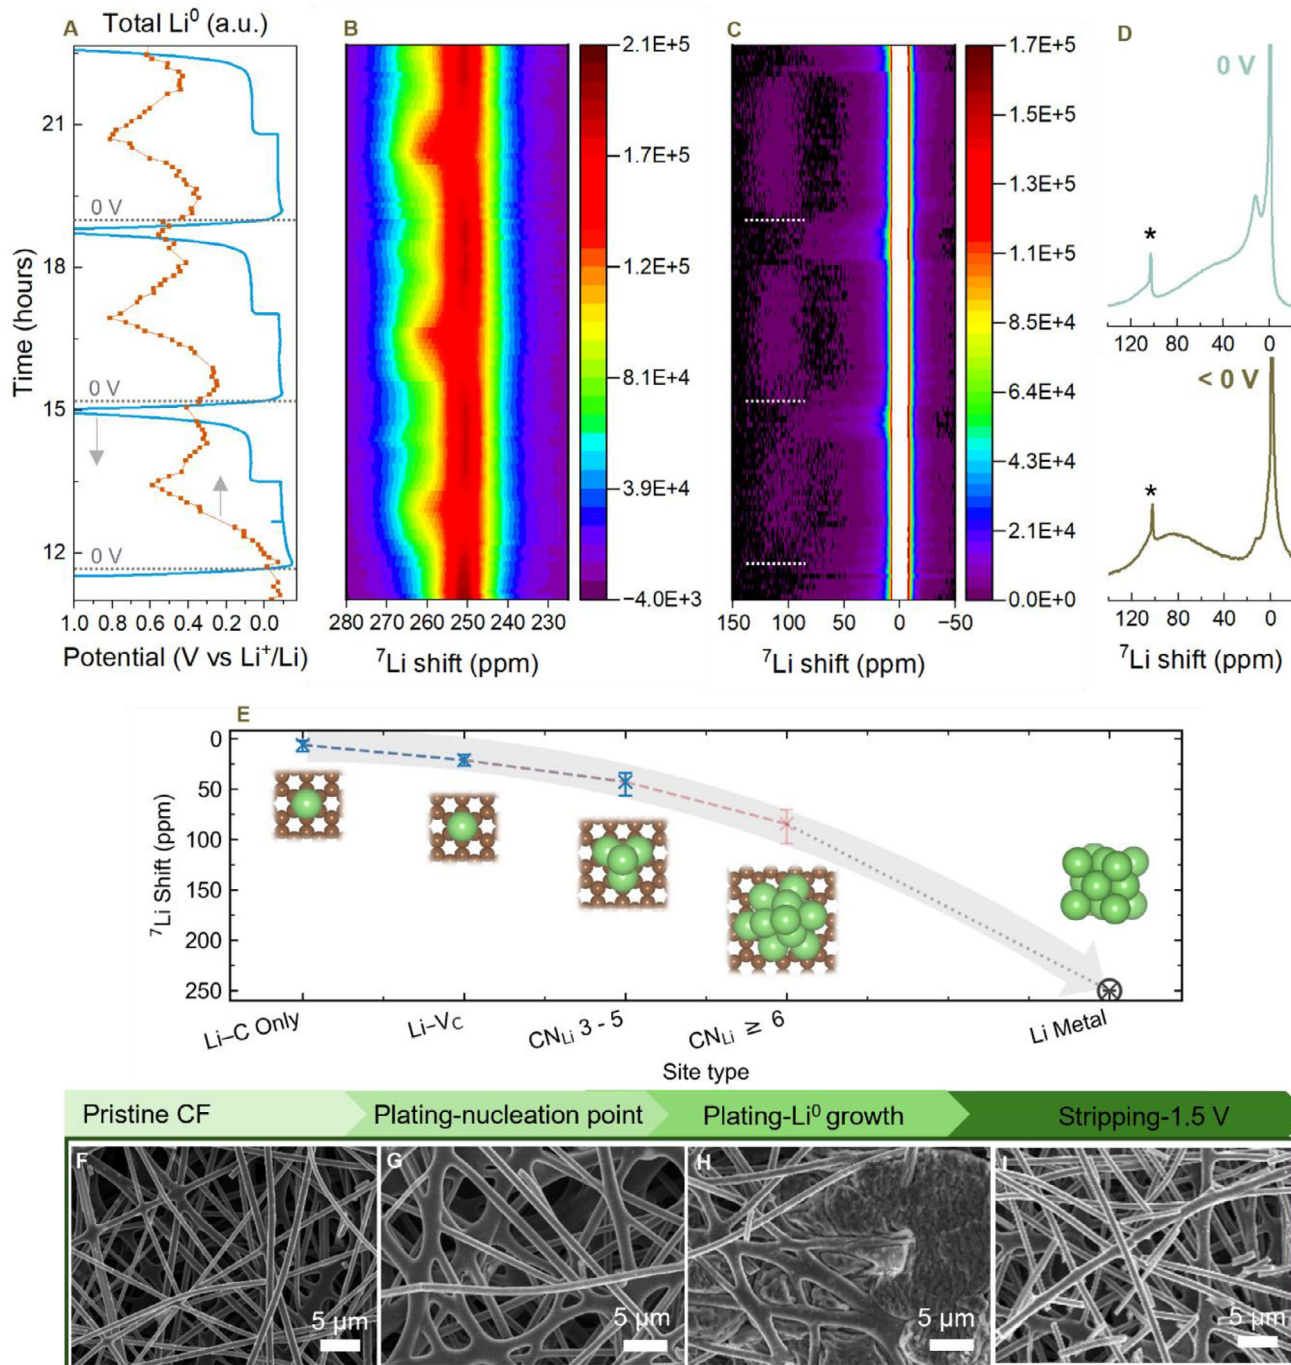 A
Total Li⁰ (a.u.)
21
18
15
12
Time (hours)
0 V
0 V
0 V
1.0 0.8 0.6 0.4 0.2 0.0
Potential (V vs Li⁺/Li)
B
280 270 260 250 240 230
⁷Li shift (ppm)
2.1E+5
1.7E+5
1.2E+5
8.1E+4
3.9E+4
−4.0E+3
C
150 100 50 0 −50
⁷Li shift (ppm)
1.7E+5
1.5E+5
1.3E+5
1.1E+5
8.5E+4
6.4E+4
4.3E+4
2.1E+4
0.0E+0
D
0 V
*
120 80 40 0
< 0 V
*
120 80 40 0
⁷Li shift (ppm)
E
0
50
100
150
200
250
⁷Li Shift (ppm)
Li–C Only
Li–V_C
CN_Li 3 - 5
CN_Li ≥ 6
Li Metal
Site type
Pristine CF
Plating-nucleation point
Plating-Li⁰ growth
Stripping-1.5 V
F
5 µm
G
5 µm
H
5 µm
I
5 µm